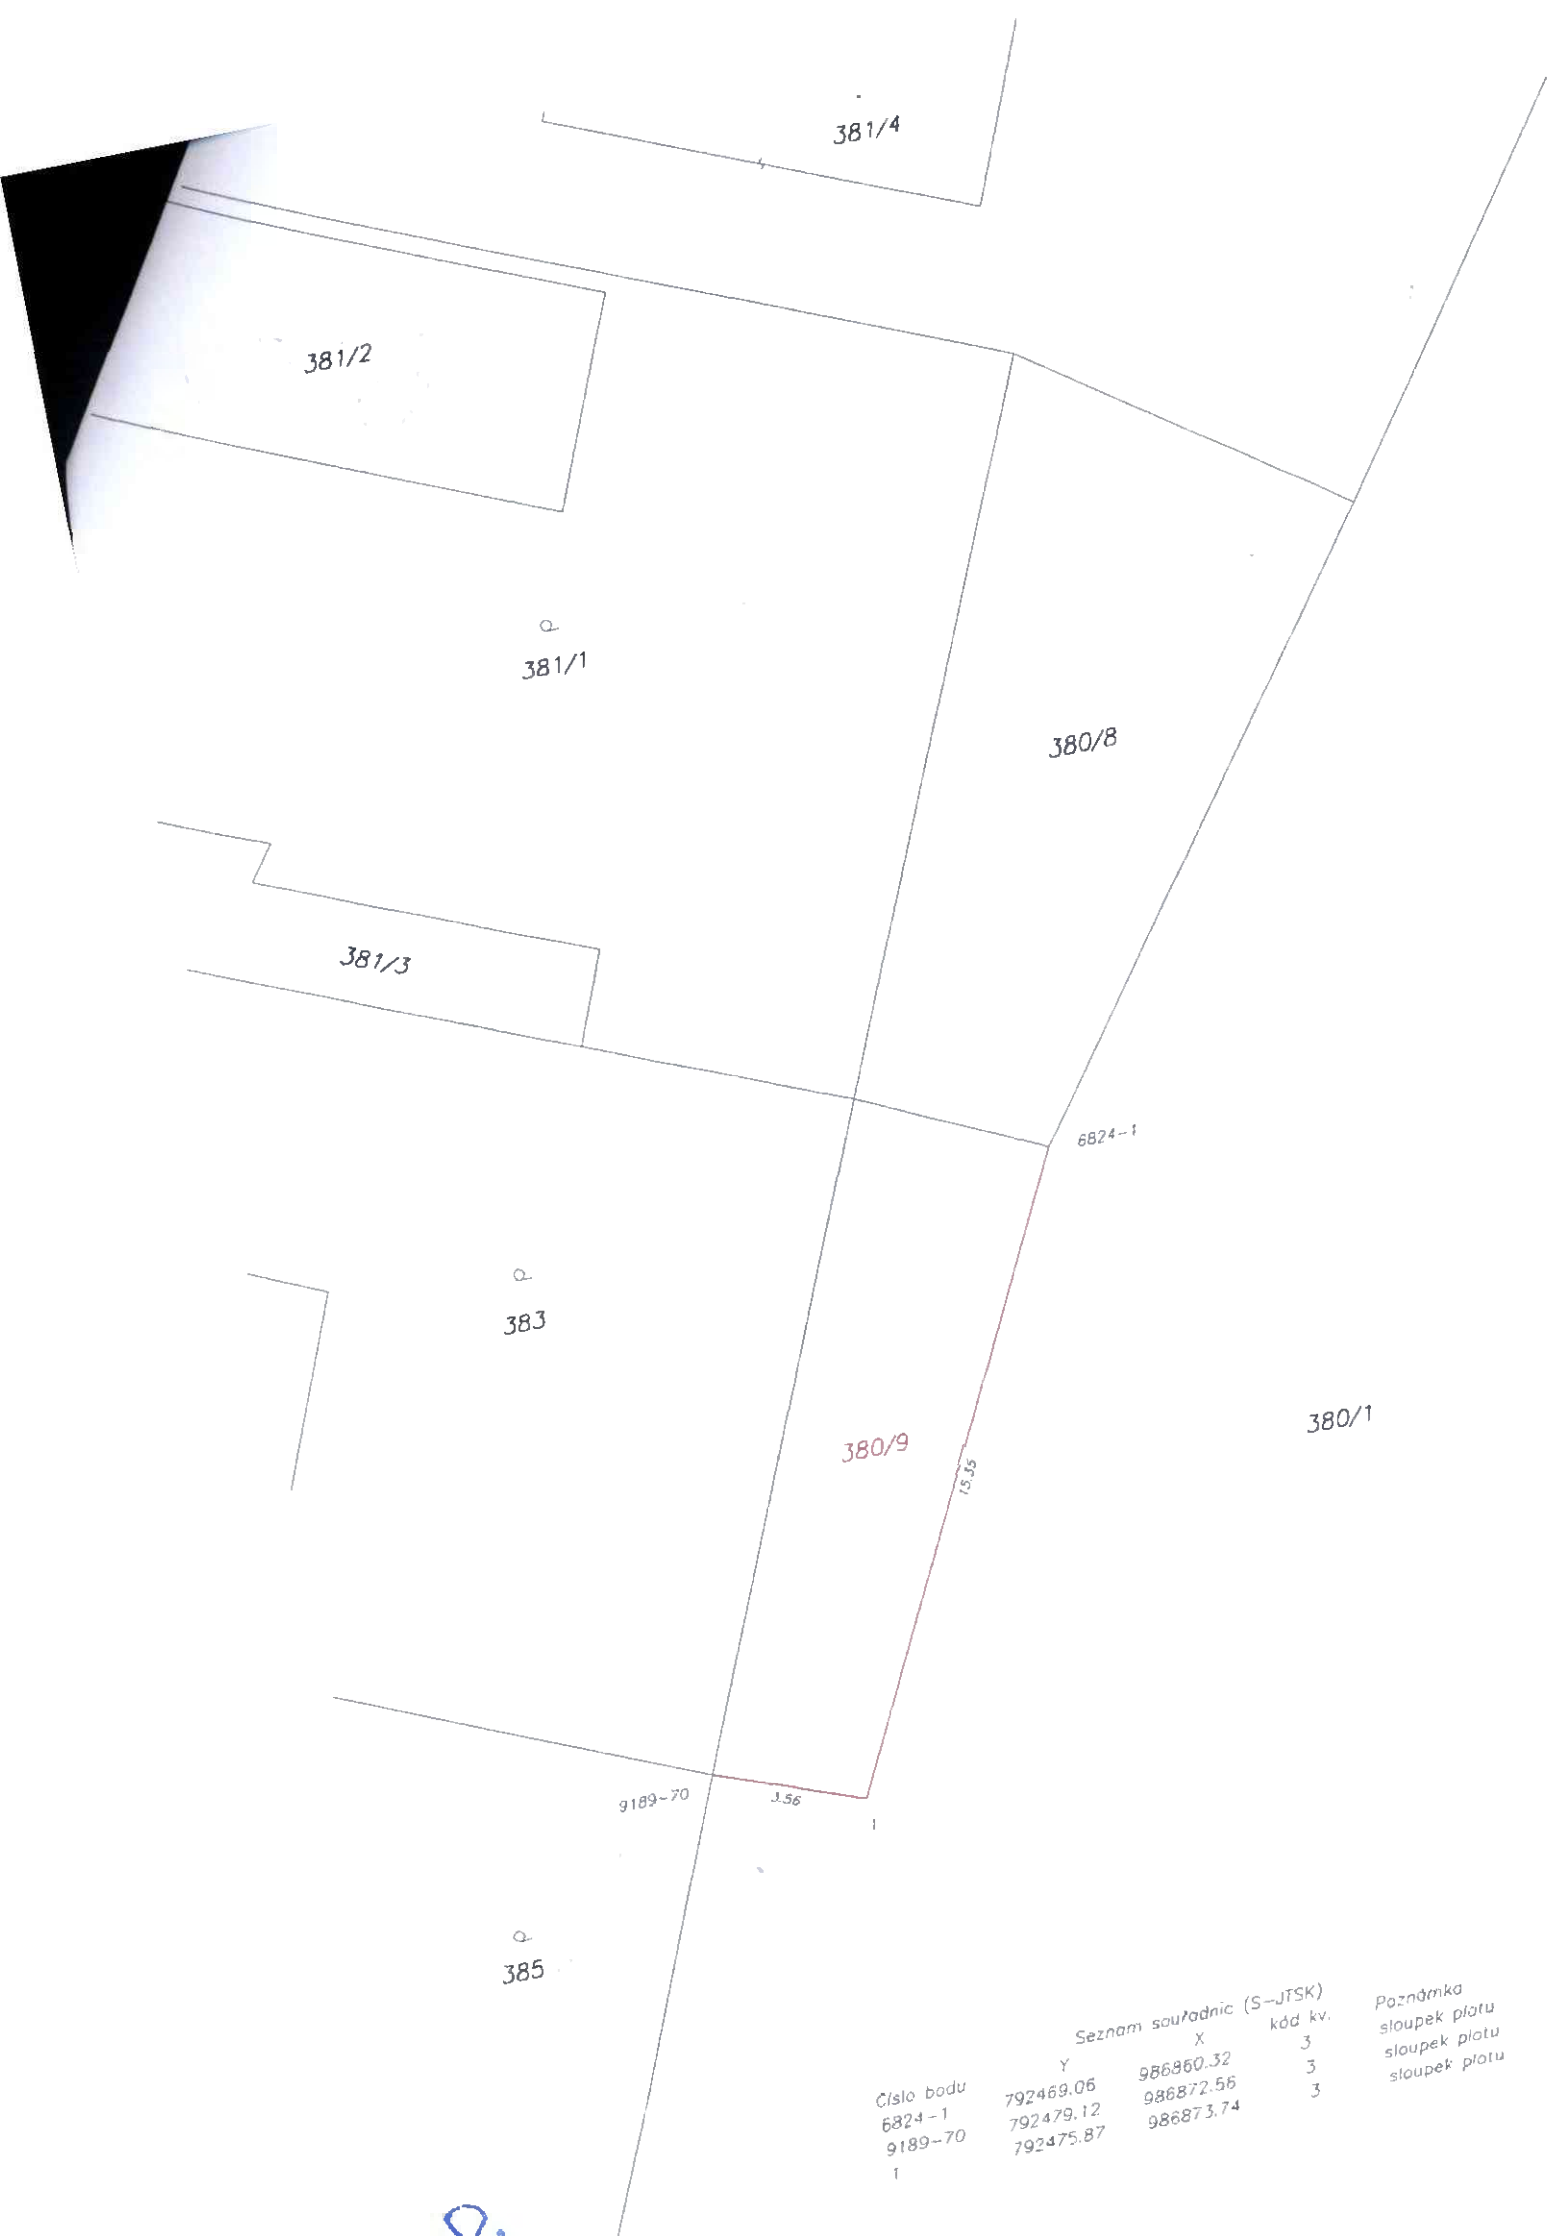 381/4
381/2
381/1
380/8
381/3
6824-1
383
380/1
380/9
15.35
9189-70
3.56
1
385
Seznam souřadnic (S-JTSK)
Číslo bodu Y X kód kv. Poznámka
6824-1 792469.06 986860.32 3 sloupek plotu
9189-70 792479.12 986872.56 3 sloupek plotu
1 792475.87 986873.74 3 sloupek plotu